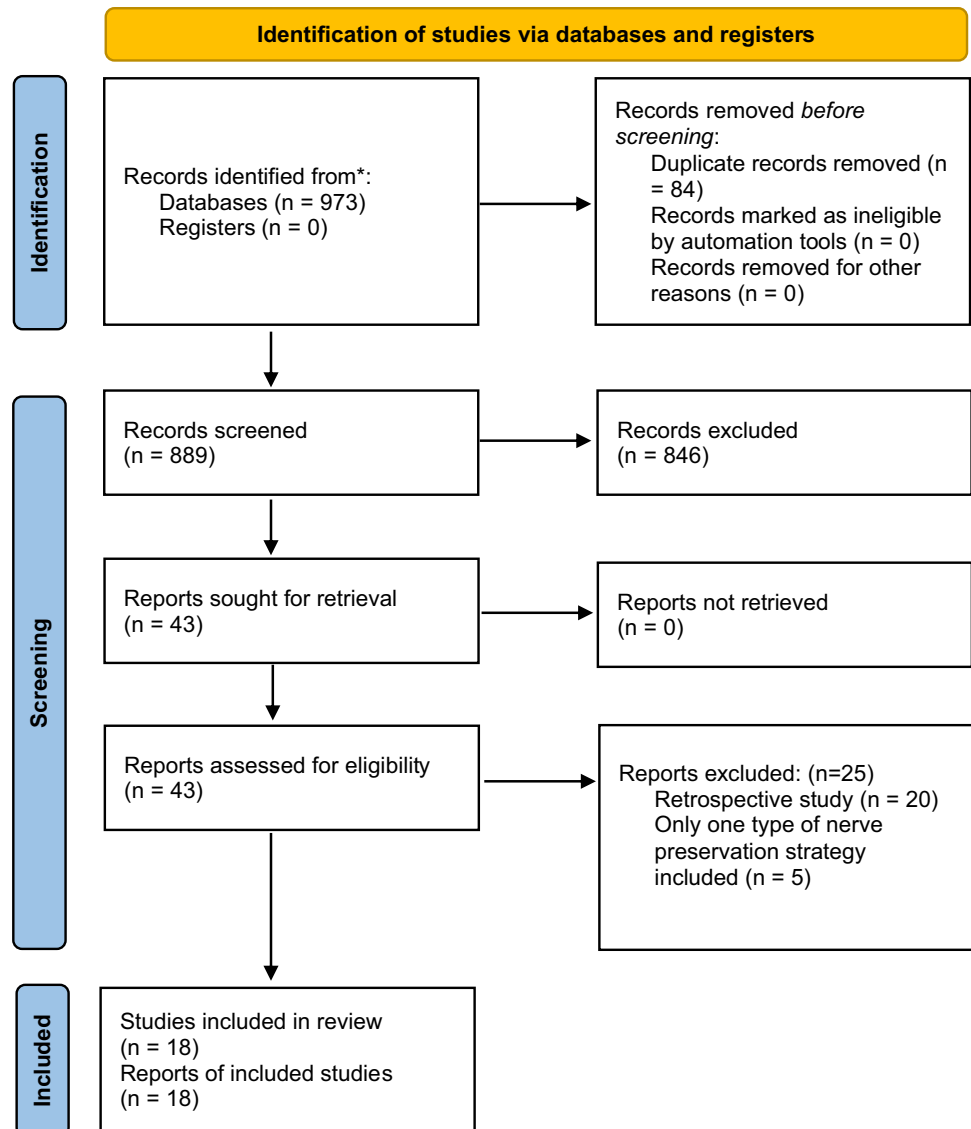 Identification of studies via databases and registers
Identification
Records identified from*:
Databases (n = 973)
Registers (n = 0)
Records removed before
screening:
Duplicate records removed (n
= 84)
Records marked as ineligible
by automation tools (n = 0)
Records removed for other
reasons (n = 0)
Screening
Records screened
(n = 889)
Records excluded
(n = 846)
Reports sought for retrieval
(n = 43)
Reports not retrieved
(n = 0)
Reports assessed for eligibility
(n = 43)
Reports excluded: (n=25)
Retrospective study (n = 20)
Only one type of nerve
preservation strategy
included (n = 5)
Included
Studies included in review
(n = 18)
Reports of included studies
(n = 18)